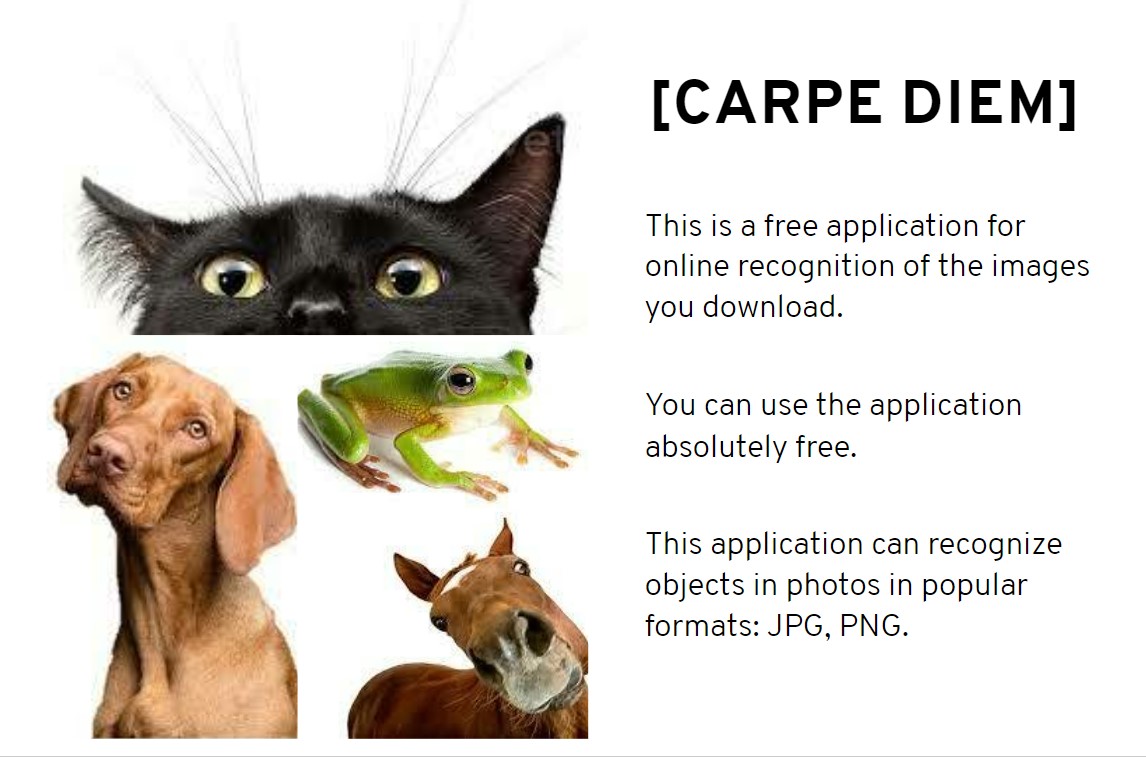 [CARPE DIEM]
This is a free application for
online recognition of the images
you download.
You can use the application
absolutely free.
This application can recognize
objects in photos in popular
formats: JPG, PNG.